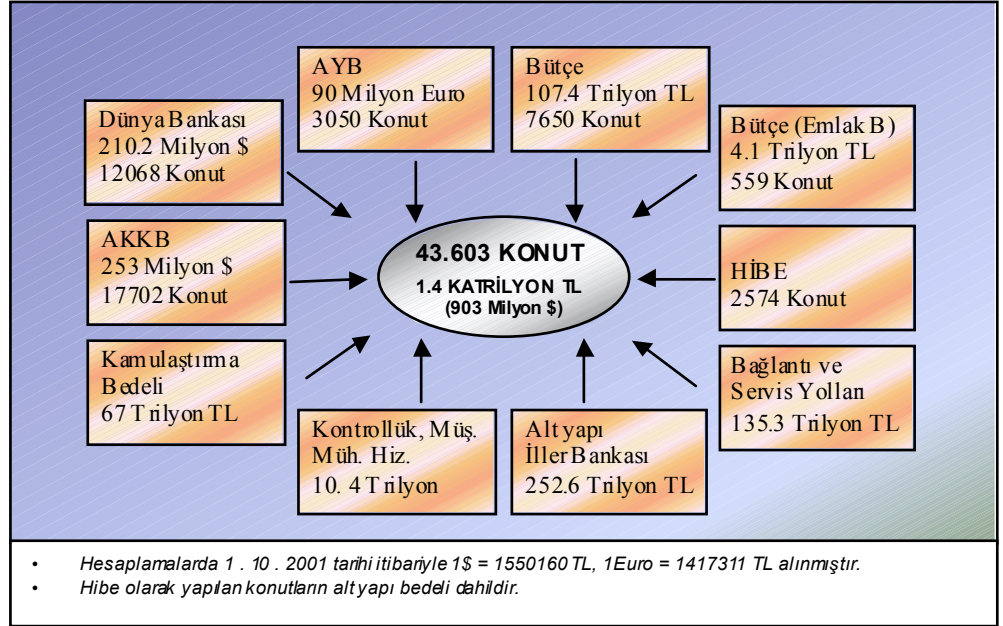 AYB
90 Milyon Euro
3050 Konut
Bütçe
107.4 Trilyon TL
7650 Konut
Dünya Bankası
210.2 Milyon $
12068 Konut
Bütçe (Emlak B)
4.1 Trilyon TL
559 Konut
AKKB
253 Milyon $
17702 Konut
43.603 KONUT
1.4 KATRİLYON TL
(903 Milyon $)
HİBE
2574 Konut
Kamulaştırma
Bedeli
67 Trilyon TL
Kontrollük, Müş.
Müh. Hiz.
10. 4 Trilyon
Alt yapı
İller Bankası
252.6 Trilyon TL
Bağlantı ve
Servis Yolları
135.3 Trilyon TL
• Hesaplamalarda 1 . 10 . 2001 tarihi itibariyle 1$ = 1550160 TL, 1Euro = 1417311 TL alınmıştır.
• Hibe olarak yapılan konutların alt yapı bedeli dahildir.